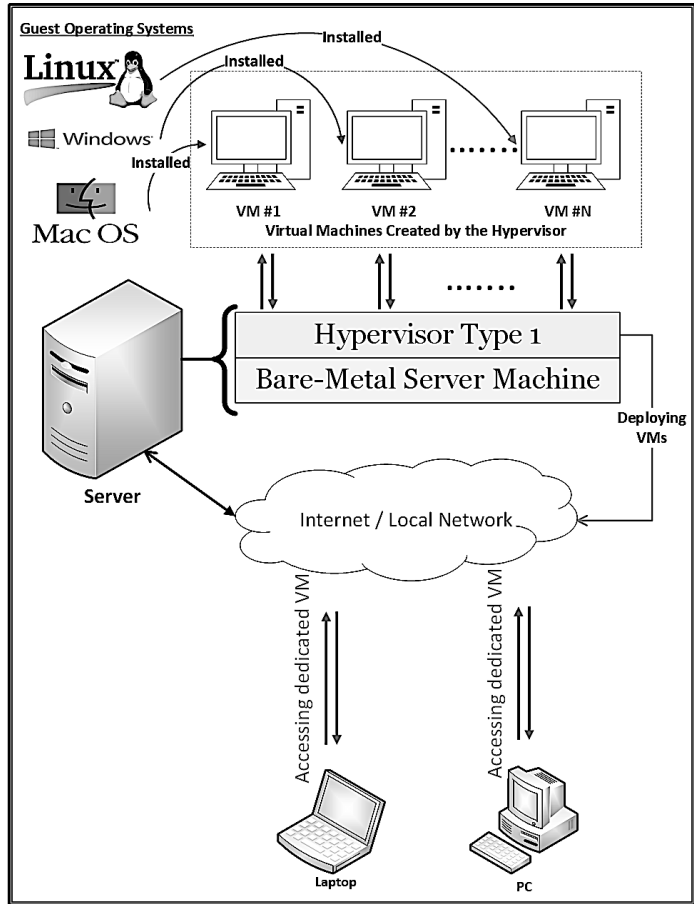 Guest Operating Systems
Installed
Linux
Installed
Windows
Installed
Mac OS
VM #1
VM #2
VM #N
Virtual Machines Created by the Hypervisor
Hypervisor Type 1
Bare-Metal Server Machine
Deploying
VMs
Server
Internet / Local Network
Accessing dedicated VM
Accessing dedicated VM
Laptop
PC